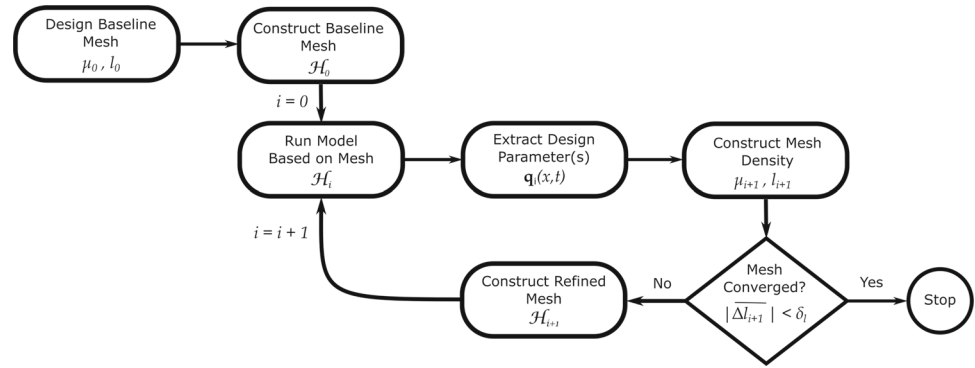 Design Baseline
Mesh
μ₀ , l₀
Construct Baseline
Mesh
ℋ₀
i = 0
Run Model
Based on Mesh
ℋᵢ
Extract Design
Parameter(s)
qᵢ(x,t)
Construct Mesh
Density
μᵢ₊₁ , lᵢ₊₁
Mesh
Converged?
| \overline{Δlᵢ₊₁} | < δₗ
Yes
Stop
No
Construct Refined
Mesh
ℋᵢ₊₁
i = i + 1